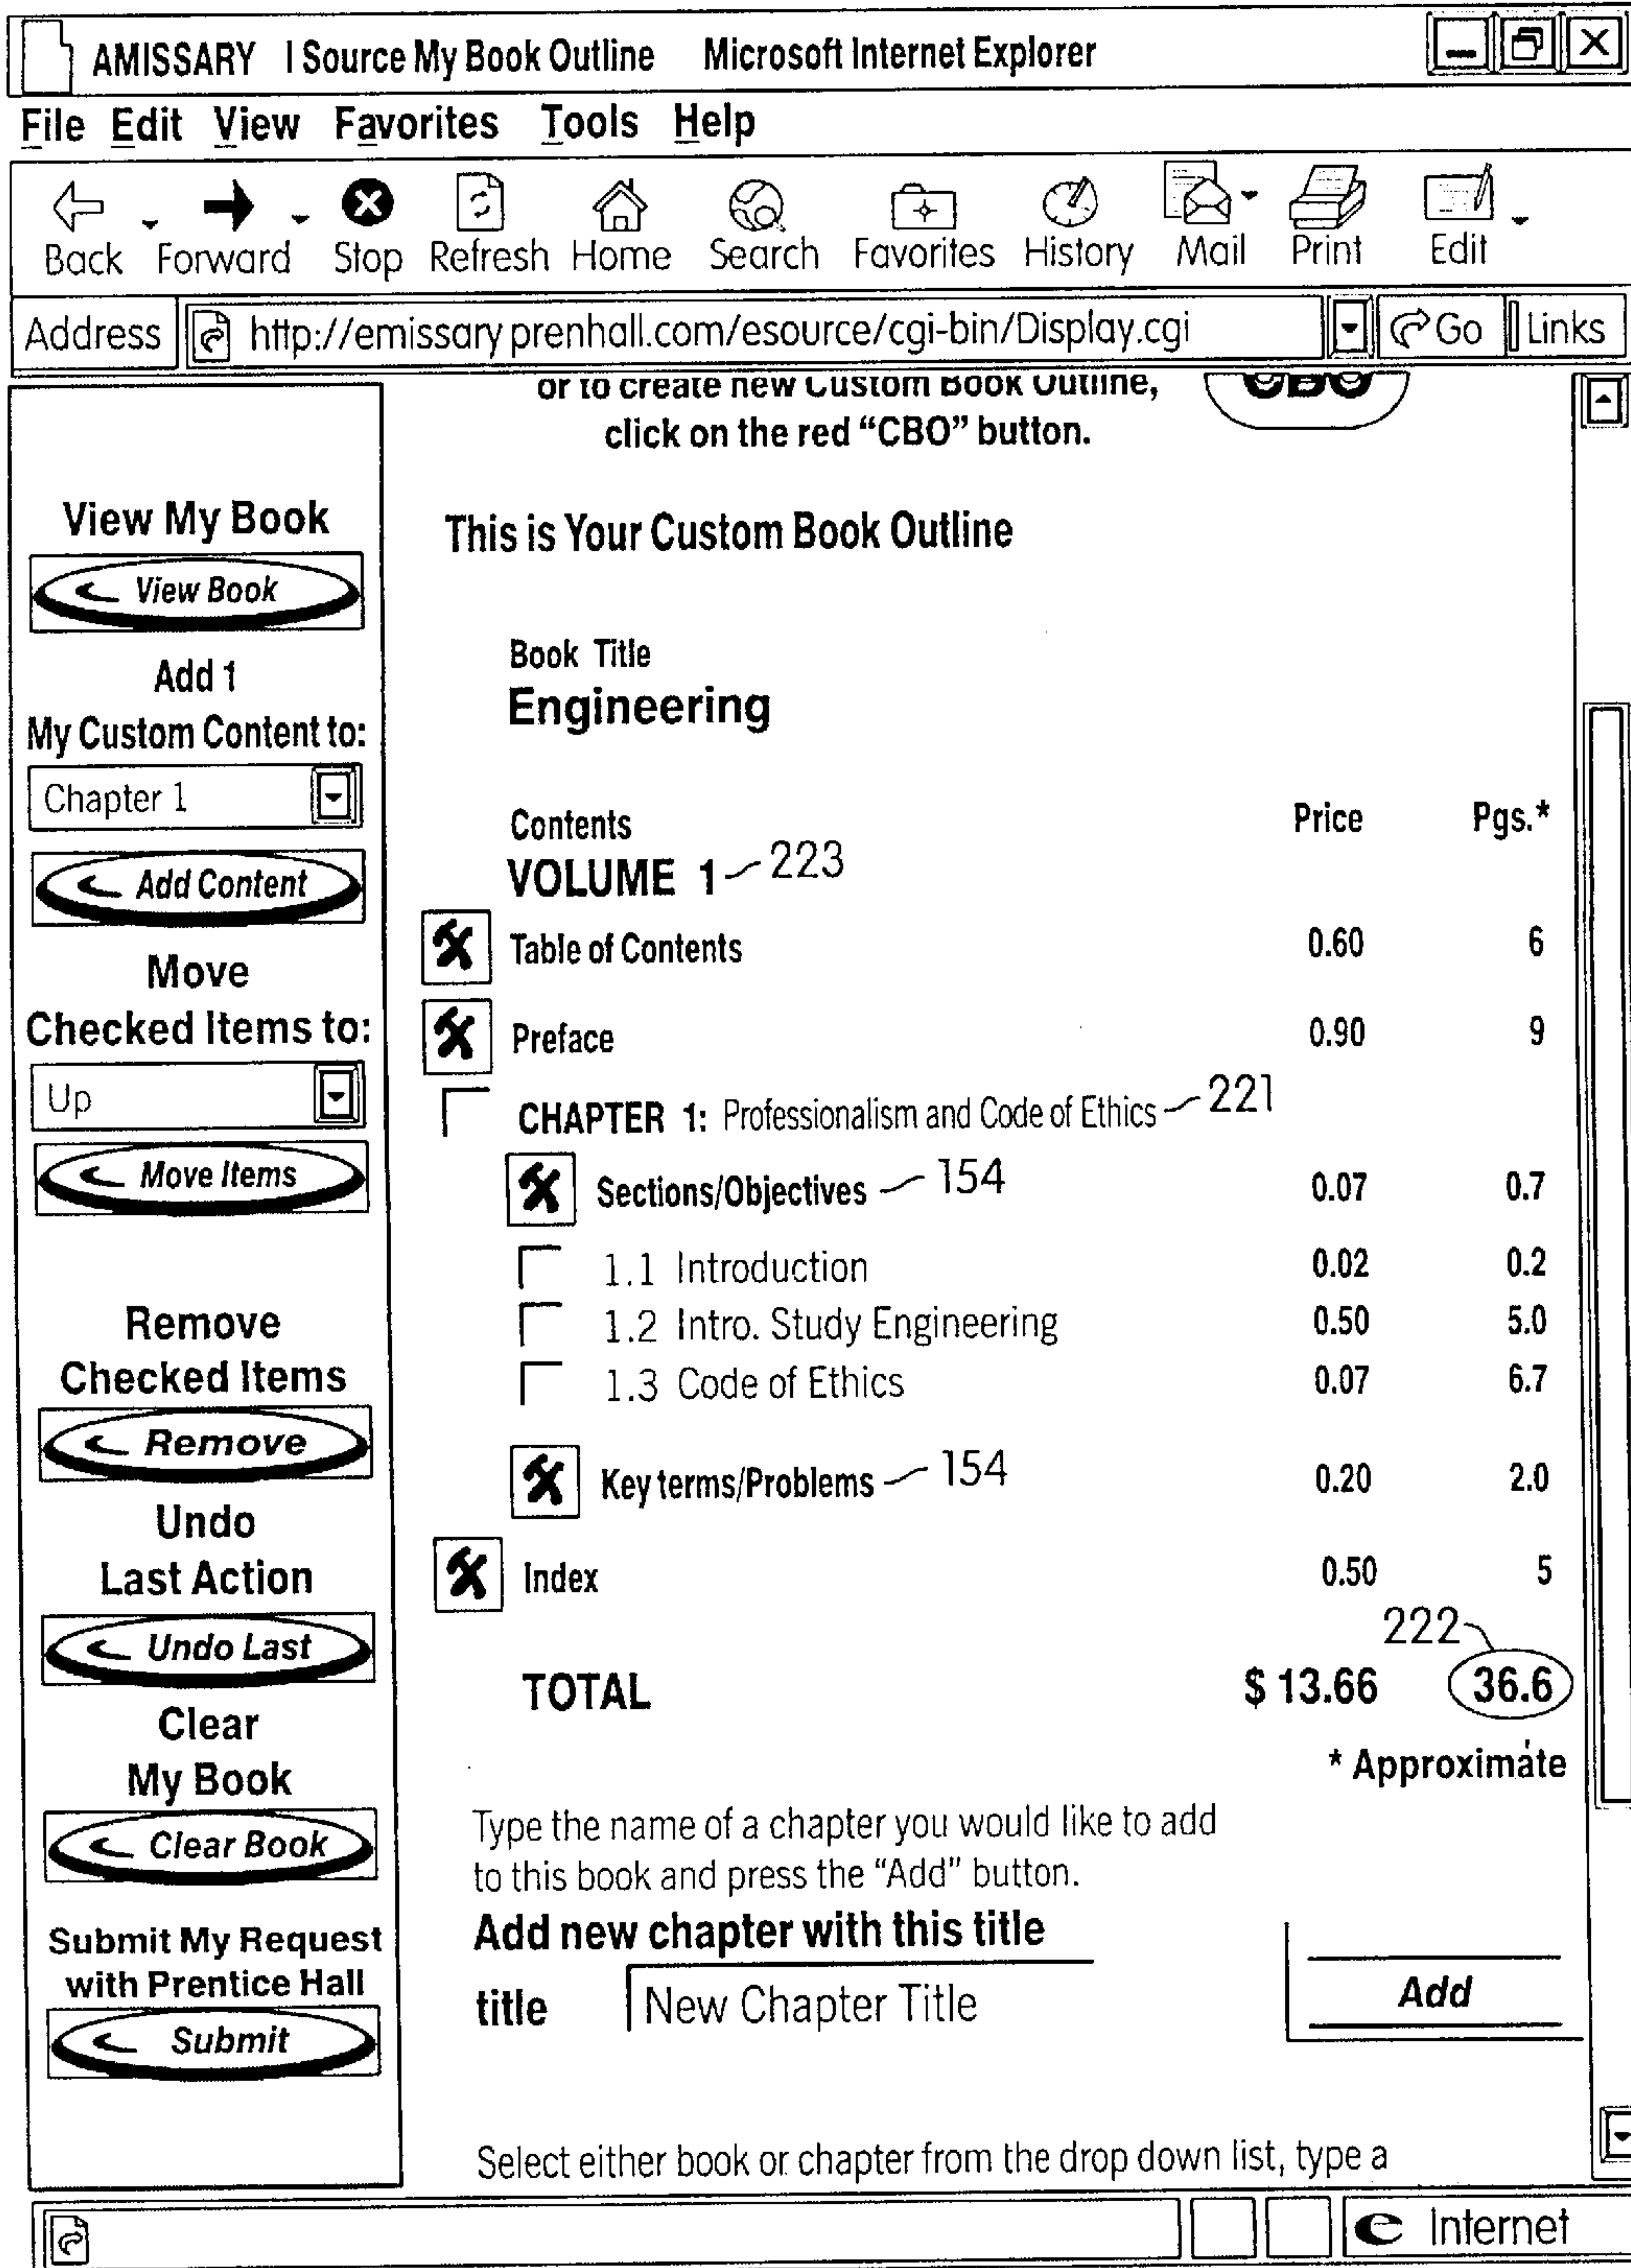 AMISSARY I Source My Book Outline Microsoft Internet Explorer
File Edit View Favorites Tools Help
Back Forward Stop Refresh Home Search Favorites History Mail Print Edit
Address http://emissary prenhall.com/esource/cgi-bin/Display.cgi Go Links
or to create new Custom Book Outline,
CBO
click on the red “CBO” button.
View My Book
View Book
Add 1
My Custom Content to:
Chapter 1
Add Content
Move
Checked Items to:
Up
Move Items
Remove
Checked Items
Remove
Undo
Last Action
Undo Last
Clear
My Book
Clear Book
Submit My Request
with Prentice Hall
Submit
This is Your Custom Book Outline
Book Title
Engineering
Contents Price Pgs.*
VOLUME 1 223
Table of Contents 0.60 6
Preface 0.90 9
CHAPTER 1: Professionalism and Code of Ethics 221
Sections/Objectives 154 0.07 0.7
1.1 Introduction 0.02 0.2
1.2 Intro. Study Engineering 0.50 5.0
1.3 Code of Ethics 0.07 6.7
Key terms/Problems 154 0.20 2.0
Index 0.50 5
222
TOTAL $ 13.66 36.6
* Approximate
Type the name of a chapter you would like to add
to this book and press the “Add” button.
Add new chapter with this title
title New Chapter Title Add
Select either book or chapter from the drop down list, type a
Internet